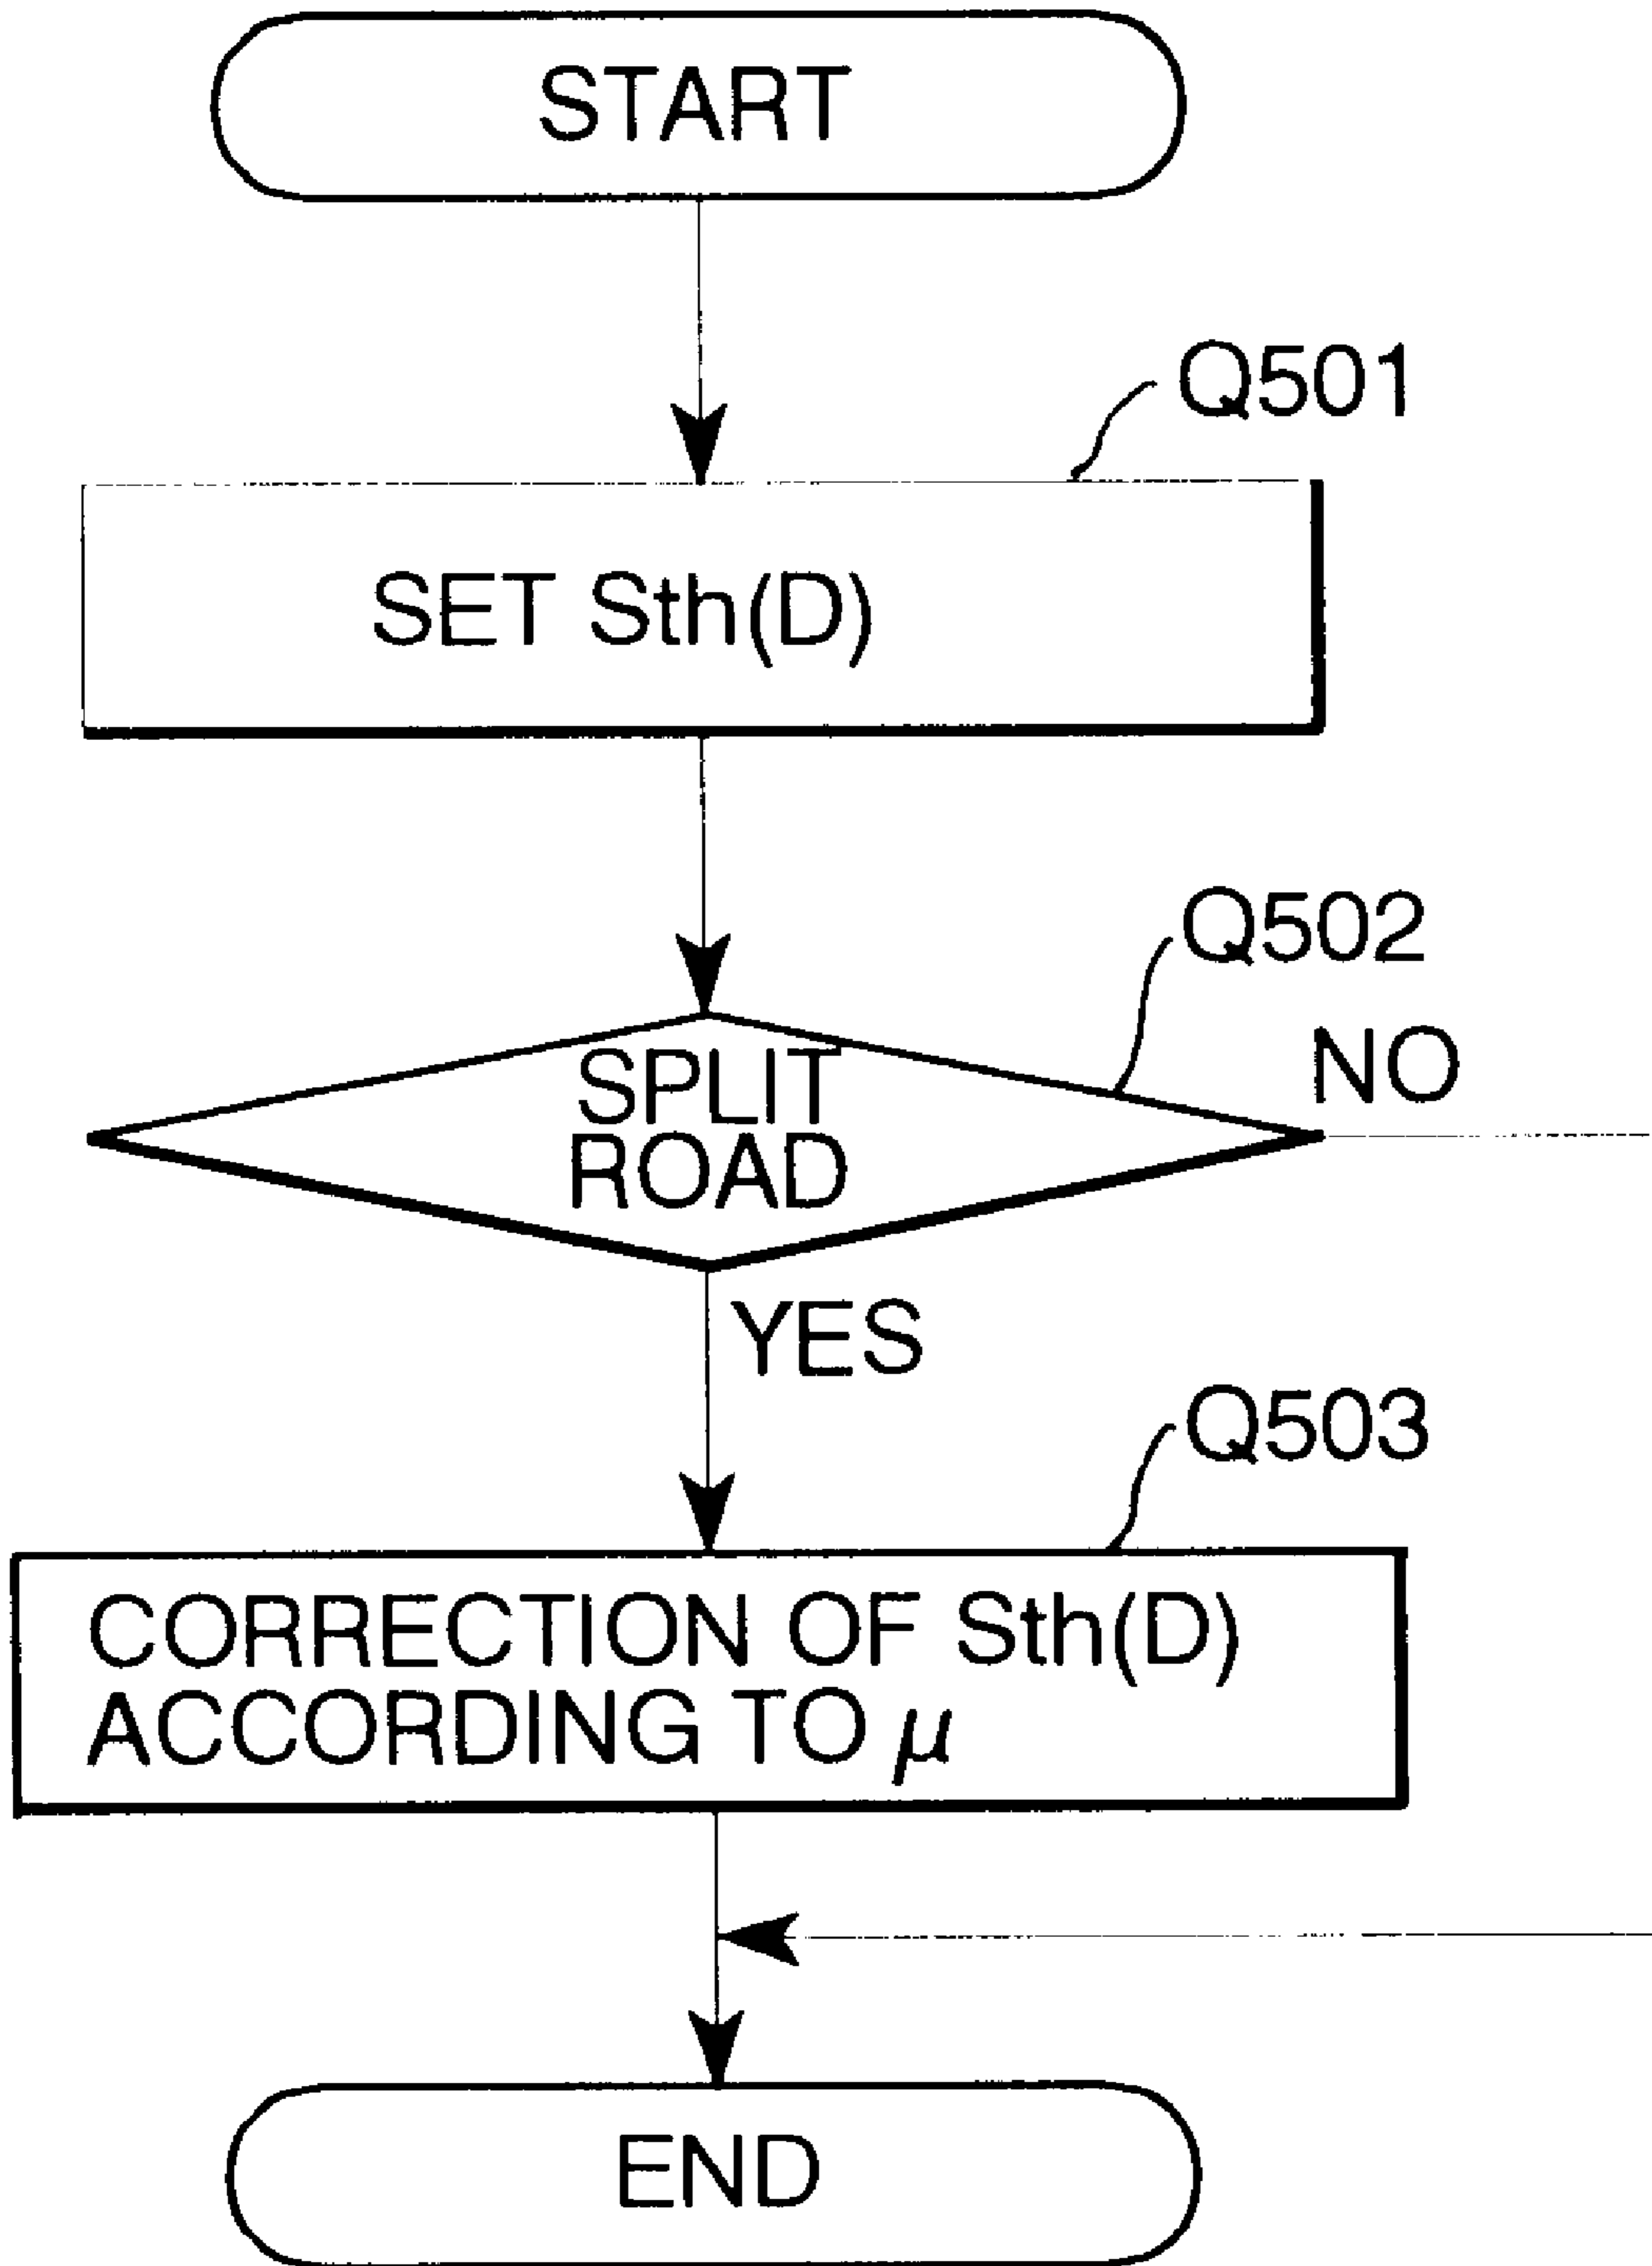 START
Q501
SET Sth(D)
Q502
NO
SPLIT
ROAD
YES
Q503
CORRECTION OF Sth(D)
ACCORDING TO μ
END